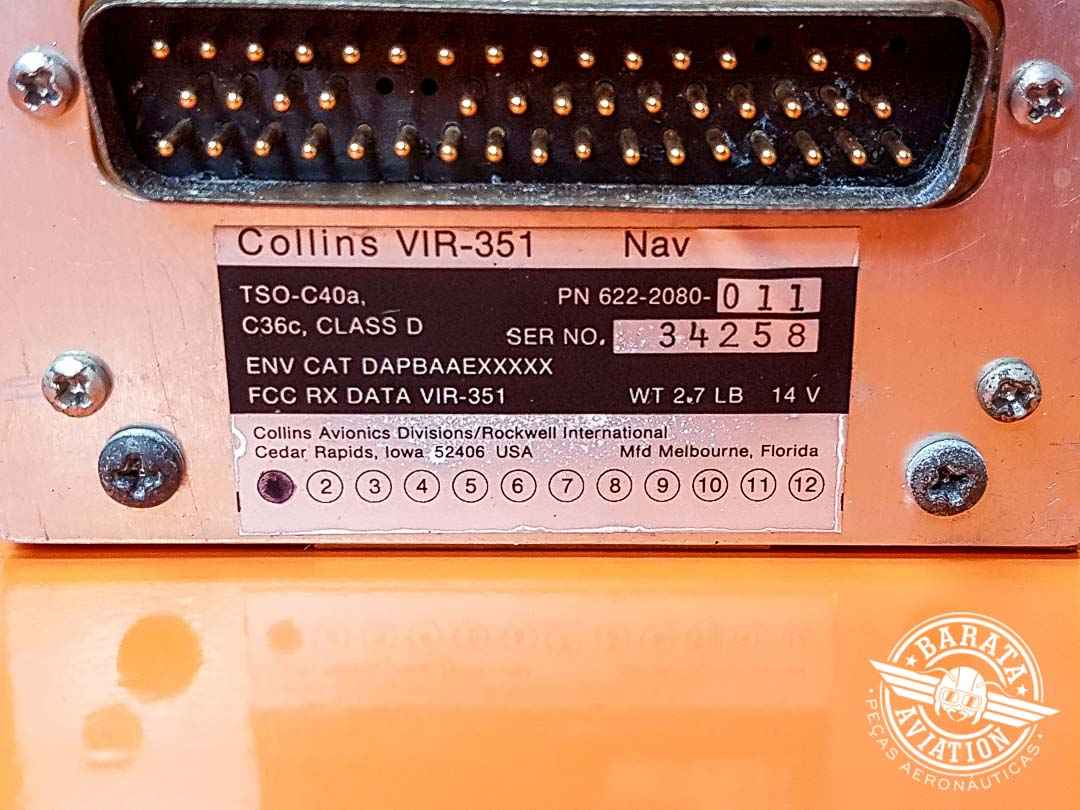 Collins VIR-351 Nav
TSO-C40a, PN 622-2080-011
C36c, CLASS D SER NO. 34258
ENV CAT DAPBAAEXXXXX
FCC RX DATA VIR-351 WT 2.7 LB 14 V
Collins Avionics Divisions/Rockwell International
Cedar Rapids, Iowa 52406 USA Mfd Melbourne, Florida
2 3 4 5 6 7 8 9 10 11 12
BARATA
AVIATION
PEÇAS AERONÁUTICAS